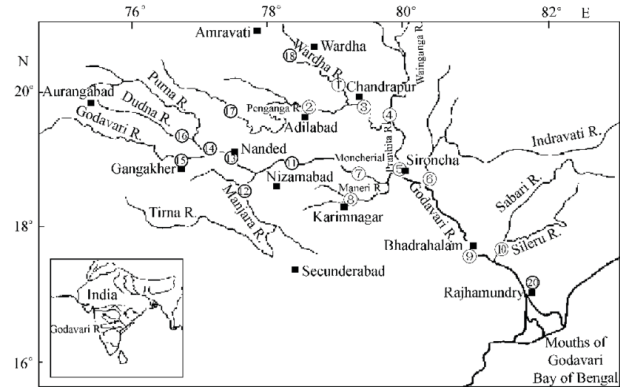 76°
78°
80°
82°
E
N
20°
18°
16°
Amravati
Wardha
Wardha R.
Wainganga R.
Chandrapur
Aurangabad
Purna R.
Dudna R.
Godavari R.
Penganga R.
Adilabad
Pranhita R.
Indravati R.
Nanded
Gangakher
Nizamabad
Moncherial
Sironcha
Maneri R.
Karimnagar
Manjara R.
Tirna R.
Godavari R.
Sabari R.
Sileru R.
Bhadrahalam
Secunderabad
Rajhamundry
Mouths of
Godavari
Bay of Bengal
India
Godavari R.
①
②
③
④
⑤
⑥
⑦
⑧
⑨
⑩
⑪
⑫
⑬
⑭
⑮
⑯
⑰
⑱
⑳